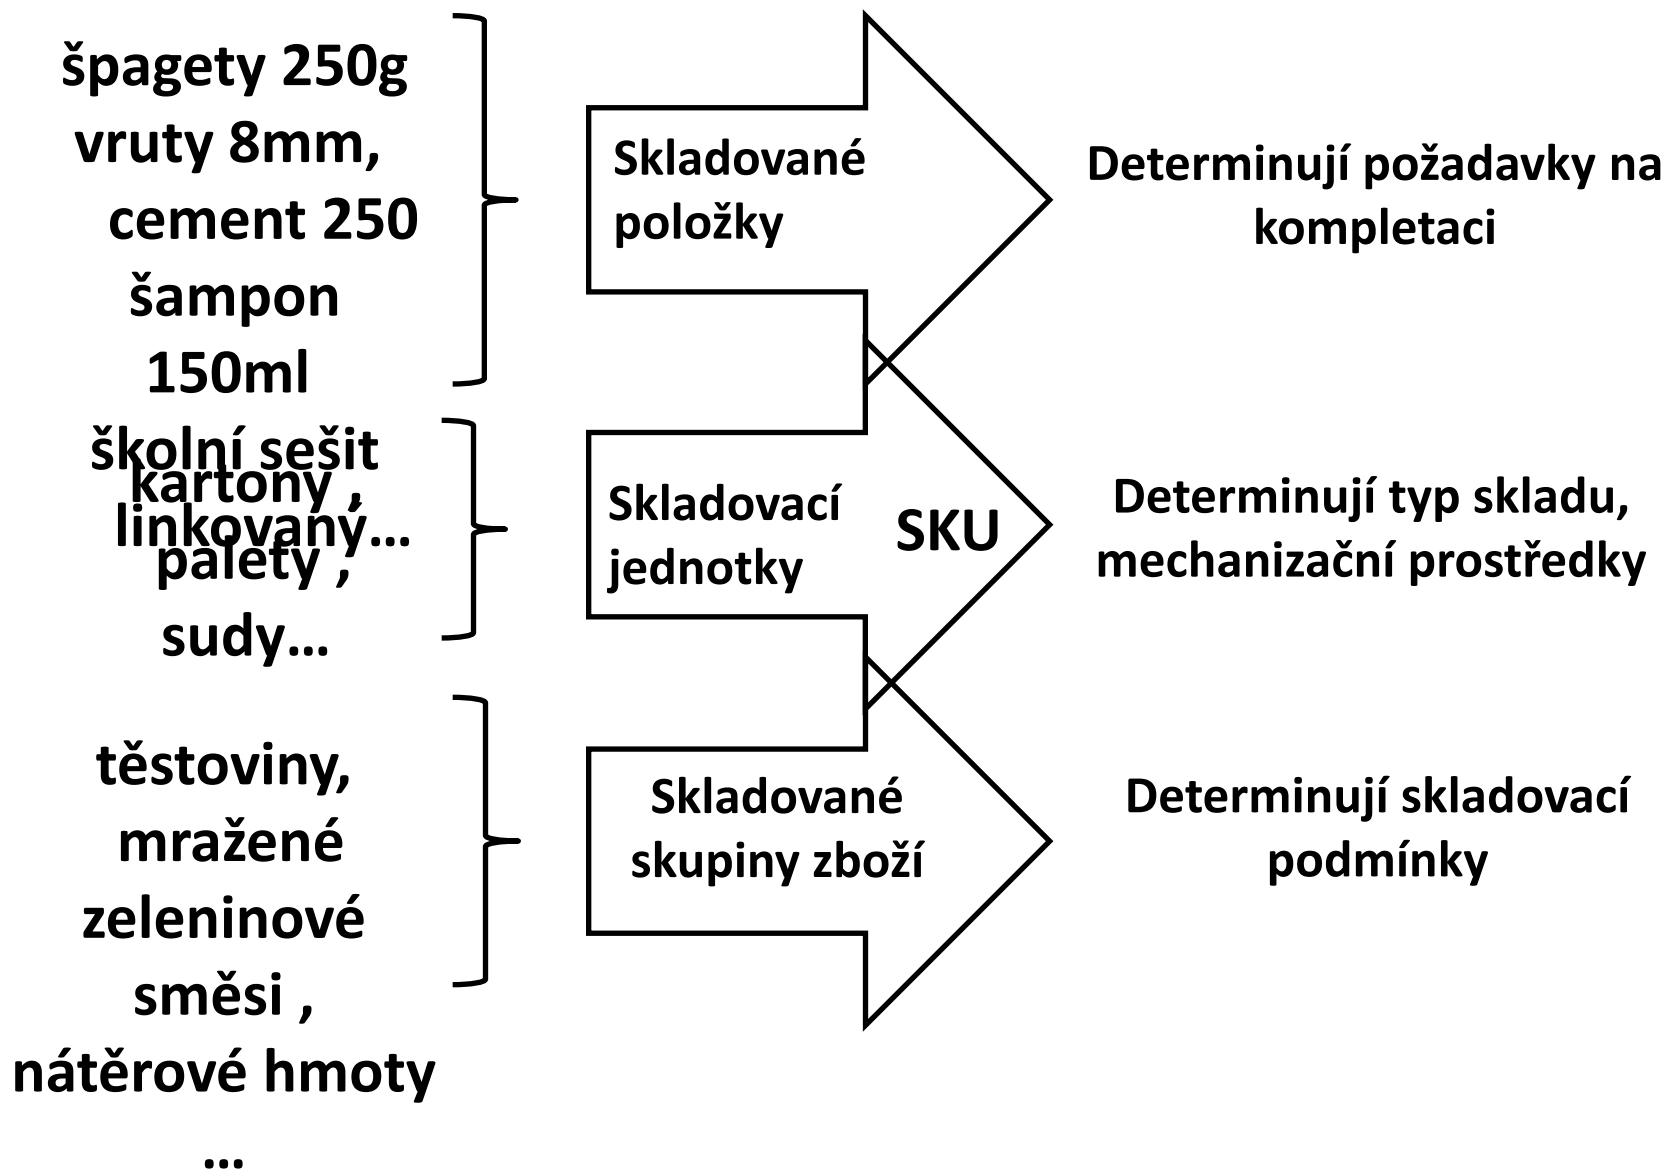 špagety 250g
vruty 8mm,
cement 250
šampon
150ml
školní sešit
linkovaný…
Skladované
položky
Determinují požadavky na
kompletaci
kartony ,
palety ,
sudy…
Skladovací
jednotky
SKU
Determinují typ skladu,
mechanizační prostředky
těstoviny,
mražené
zeleninové
směsi ,
nátěrové hmoty
…
Skladované
skupiny zboží
Determinují skladovací
podmínky